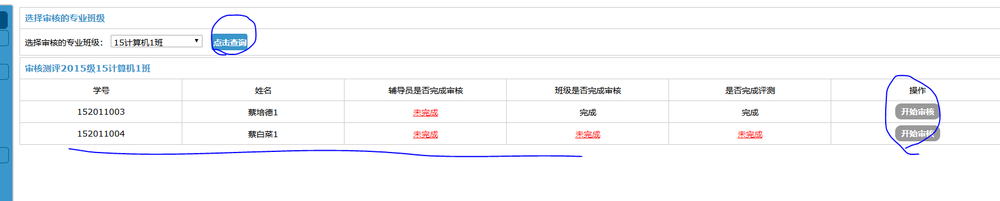 选择审核的专业班级
选择审核的专业班级： 15计算机1班 点击查询
审核测评2015级15计算机1班
学号 姓名 辅导员是否完成审核 班级是否完成审核 是否完成评测 操作
152011003 蔡培德1 未完成 完成 完成 开始审核
152011004 蔡白菜1 未完成 未完成 未完成 开始审核